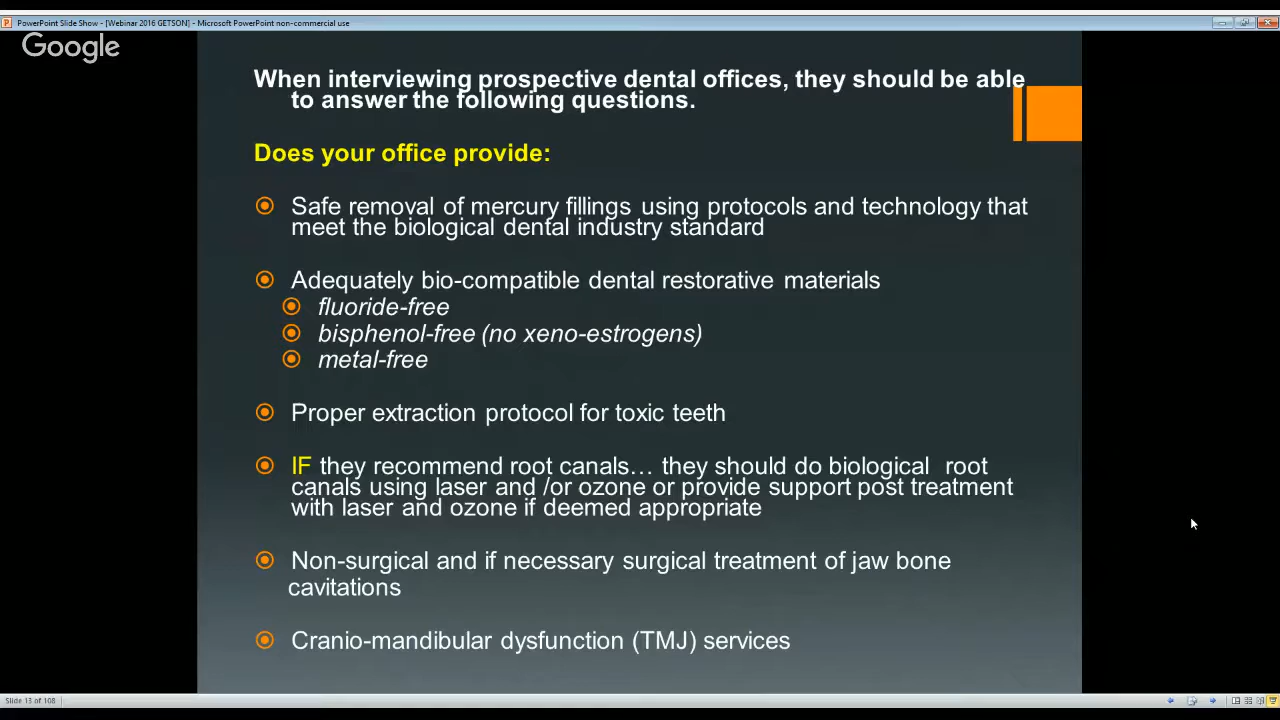 PowerPoint Slide Show - [Webinar 2016 GETSON] - Microsoft PowerPoint non-commercial use
Google
When interviewing prospective dental offices, they should be able
to answer the following questions.
Does your office provide:
Safe removal of mercury fillings using protocols and technology that
meet the biological dental industry standard
Adequately bio-compatible dental restorative materials
fluoride-free
bisphenol-free (no xeno-estrogens)
metal-free
Proper extraction protocol for toxic teeth
IF they recommend root canals… they should do biological root
canals using laser and /or ozone or provide support post treatment
with laser and ozone if deemed appropriate
Non-surgical and if necessary surgical treatment of jaw bone
cavitations
Cranio-mandibular dysfunction (TMJ) services
Slide 13 of 108